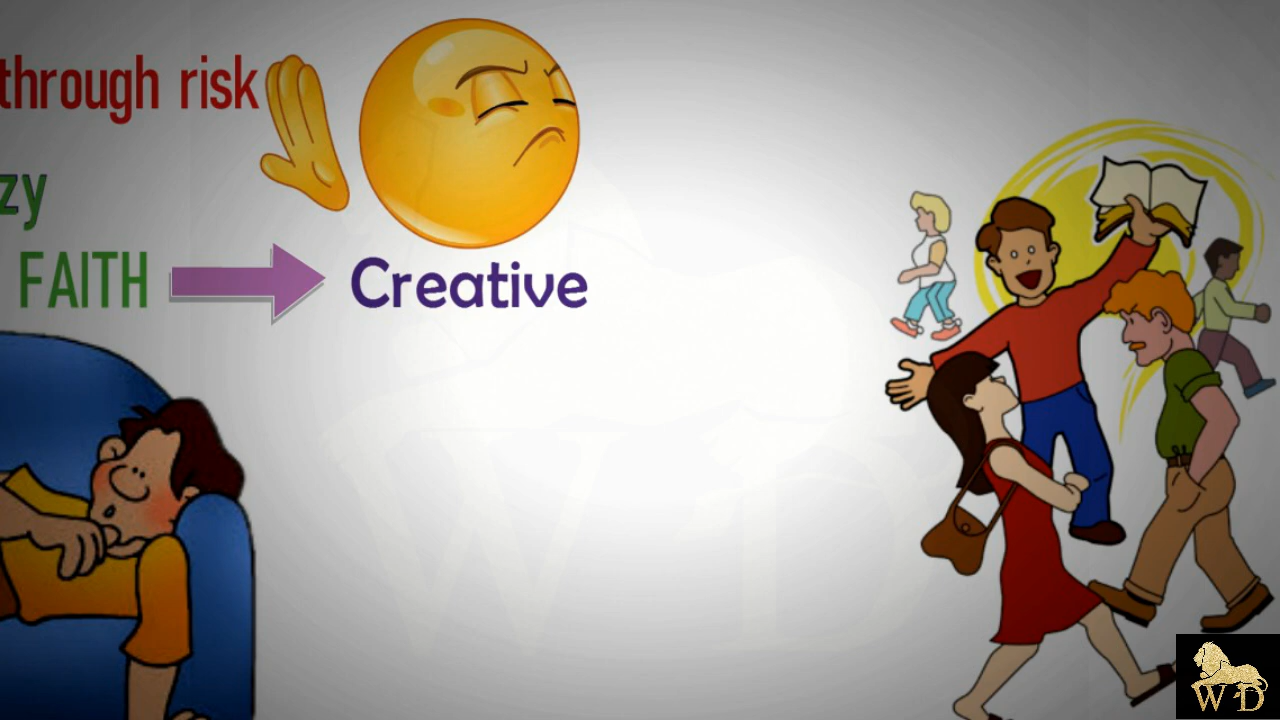 through risk
zy
FAITH
Creative
W D
W D